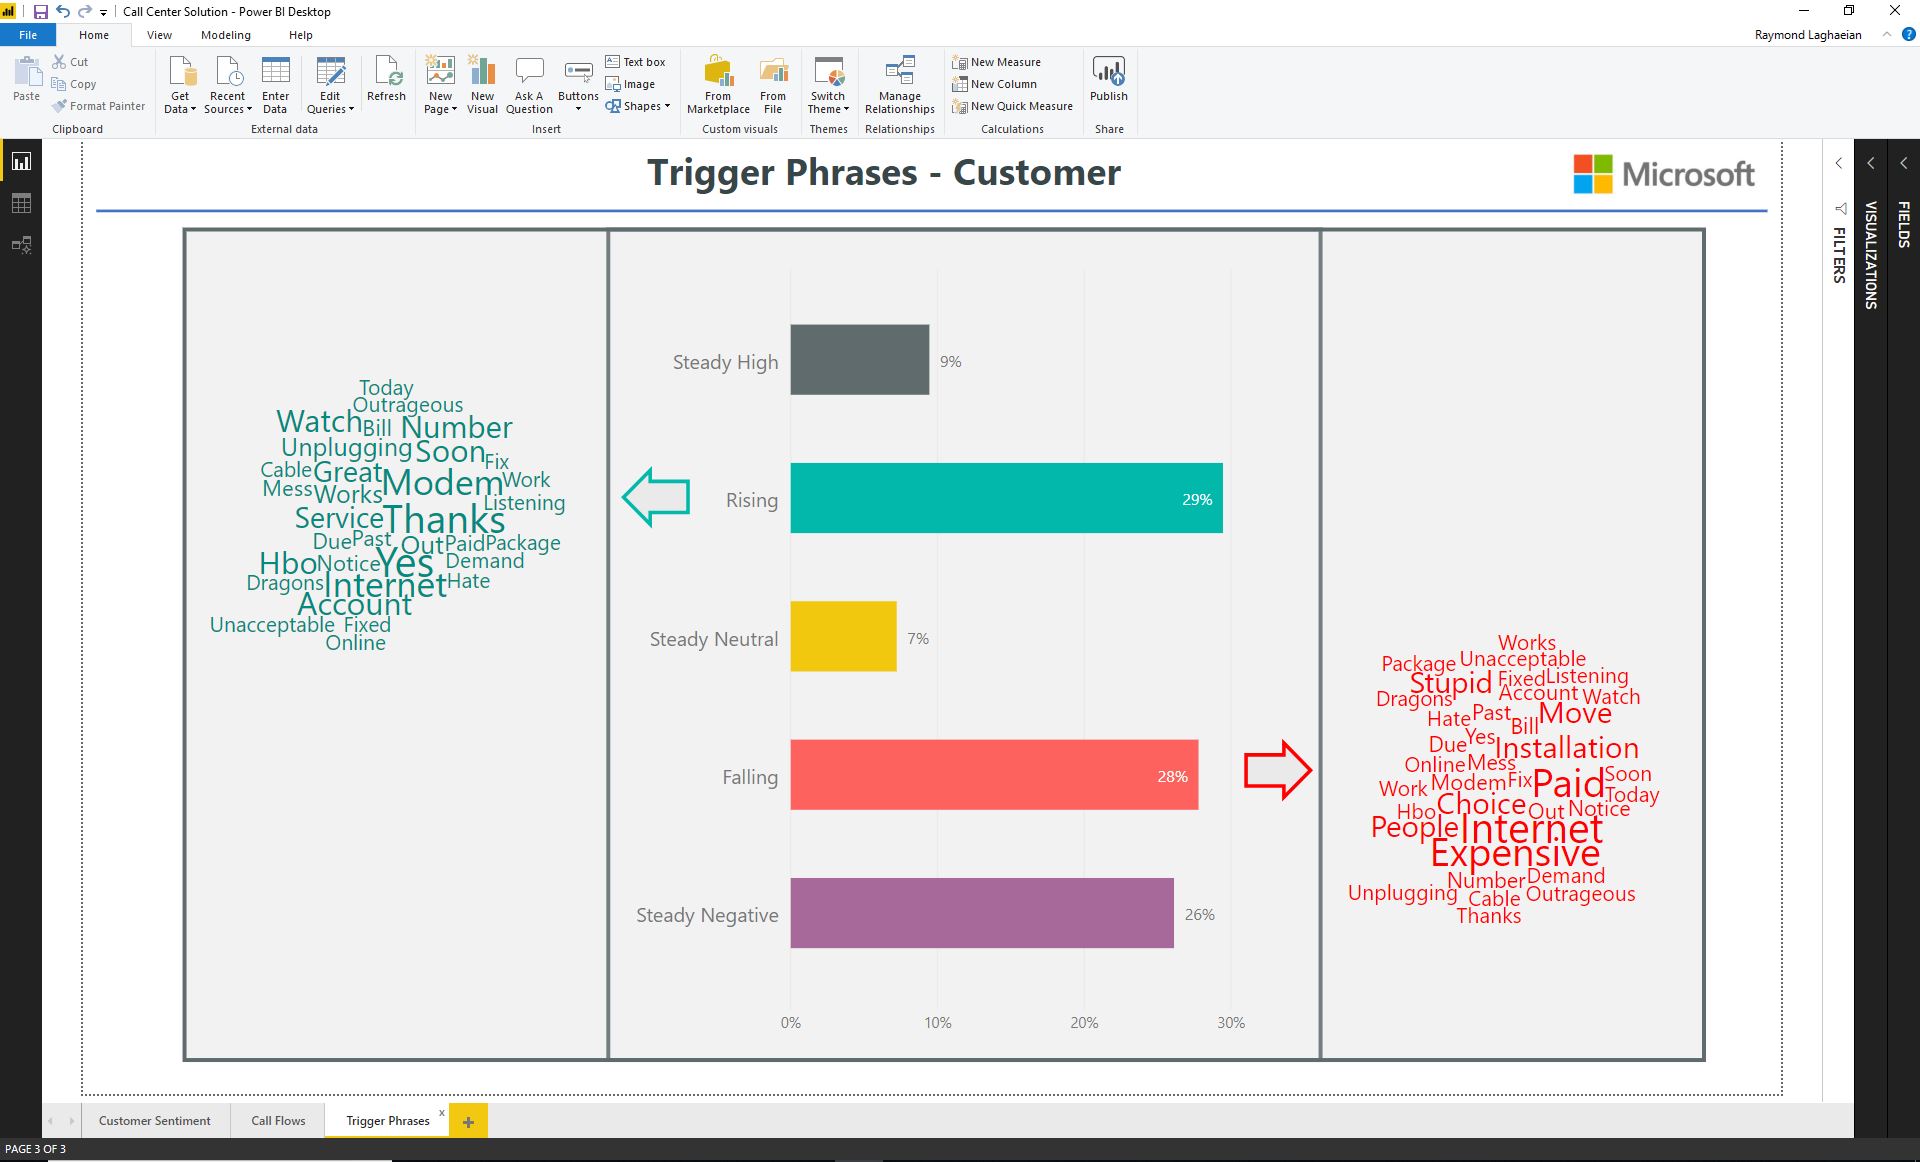 Call Center Solution - Power BI Desktop
File Home View Modeling Help Raymond Laghaeian
Paste
Cut
Copy
Format Painter
Clipboard
Get Data
Recent Sources
Enter Data
Edit Queries
Refresh
External data
New Page
New Visual
Ask A Question
Buttons
Text box
Image
Shapes
Insert
From Marketplace
From File
Custom visuals
Switch Theme
Themes
Manage Relationships
Relationships
New Measure
New Column
New Quick Measure
Calculations
Publish
Share
Trigger Phrases - Customer
Microsoft
FILTERS
VISUALIZATIONS
FIELDS
Today
Outrageous
Watch Bill Number
Unplugging Soon Fix
Cable Great Modem Work
Mess Works Listening
Service Thanks
Due Past Out Paid Package
Hbo Notice Yes Demand
Dragons Internet Hate
Account
Unacceptable Fixed
Online
Steady High 9%
Rising 29%
Steady Neutral 7%
Falling 28%
Steady Negative 26%
0% 10% 20% 30%
Works
Package Unacceptable
Stupid Fixed Listening
Dragons Account Watch
Hate Past Bill Move
Due Yes Installation
Online Mess
Work Modem Fix Paid Soon
Today
Hbo Choice Out Notice
People Internet
Expensive
Number Demand
Unplugging Cable Outrageous
Thanks
Customer Sentiment Call Flows Trigger Phrases x
PAGE 3 OF 3